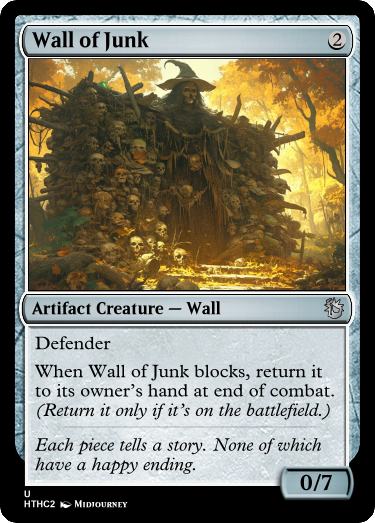 Wall of Junk 2
Artifact Creature — Wall
Defender
When Wall of Junk blocks, return it
to its owner's hand at end of combat.
(Return it only if it's on the battlefield.)
Each piece tells a story. None of which
have a happy ending.
0/7
U
HTHC2 Midjourney